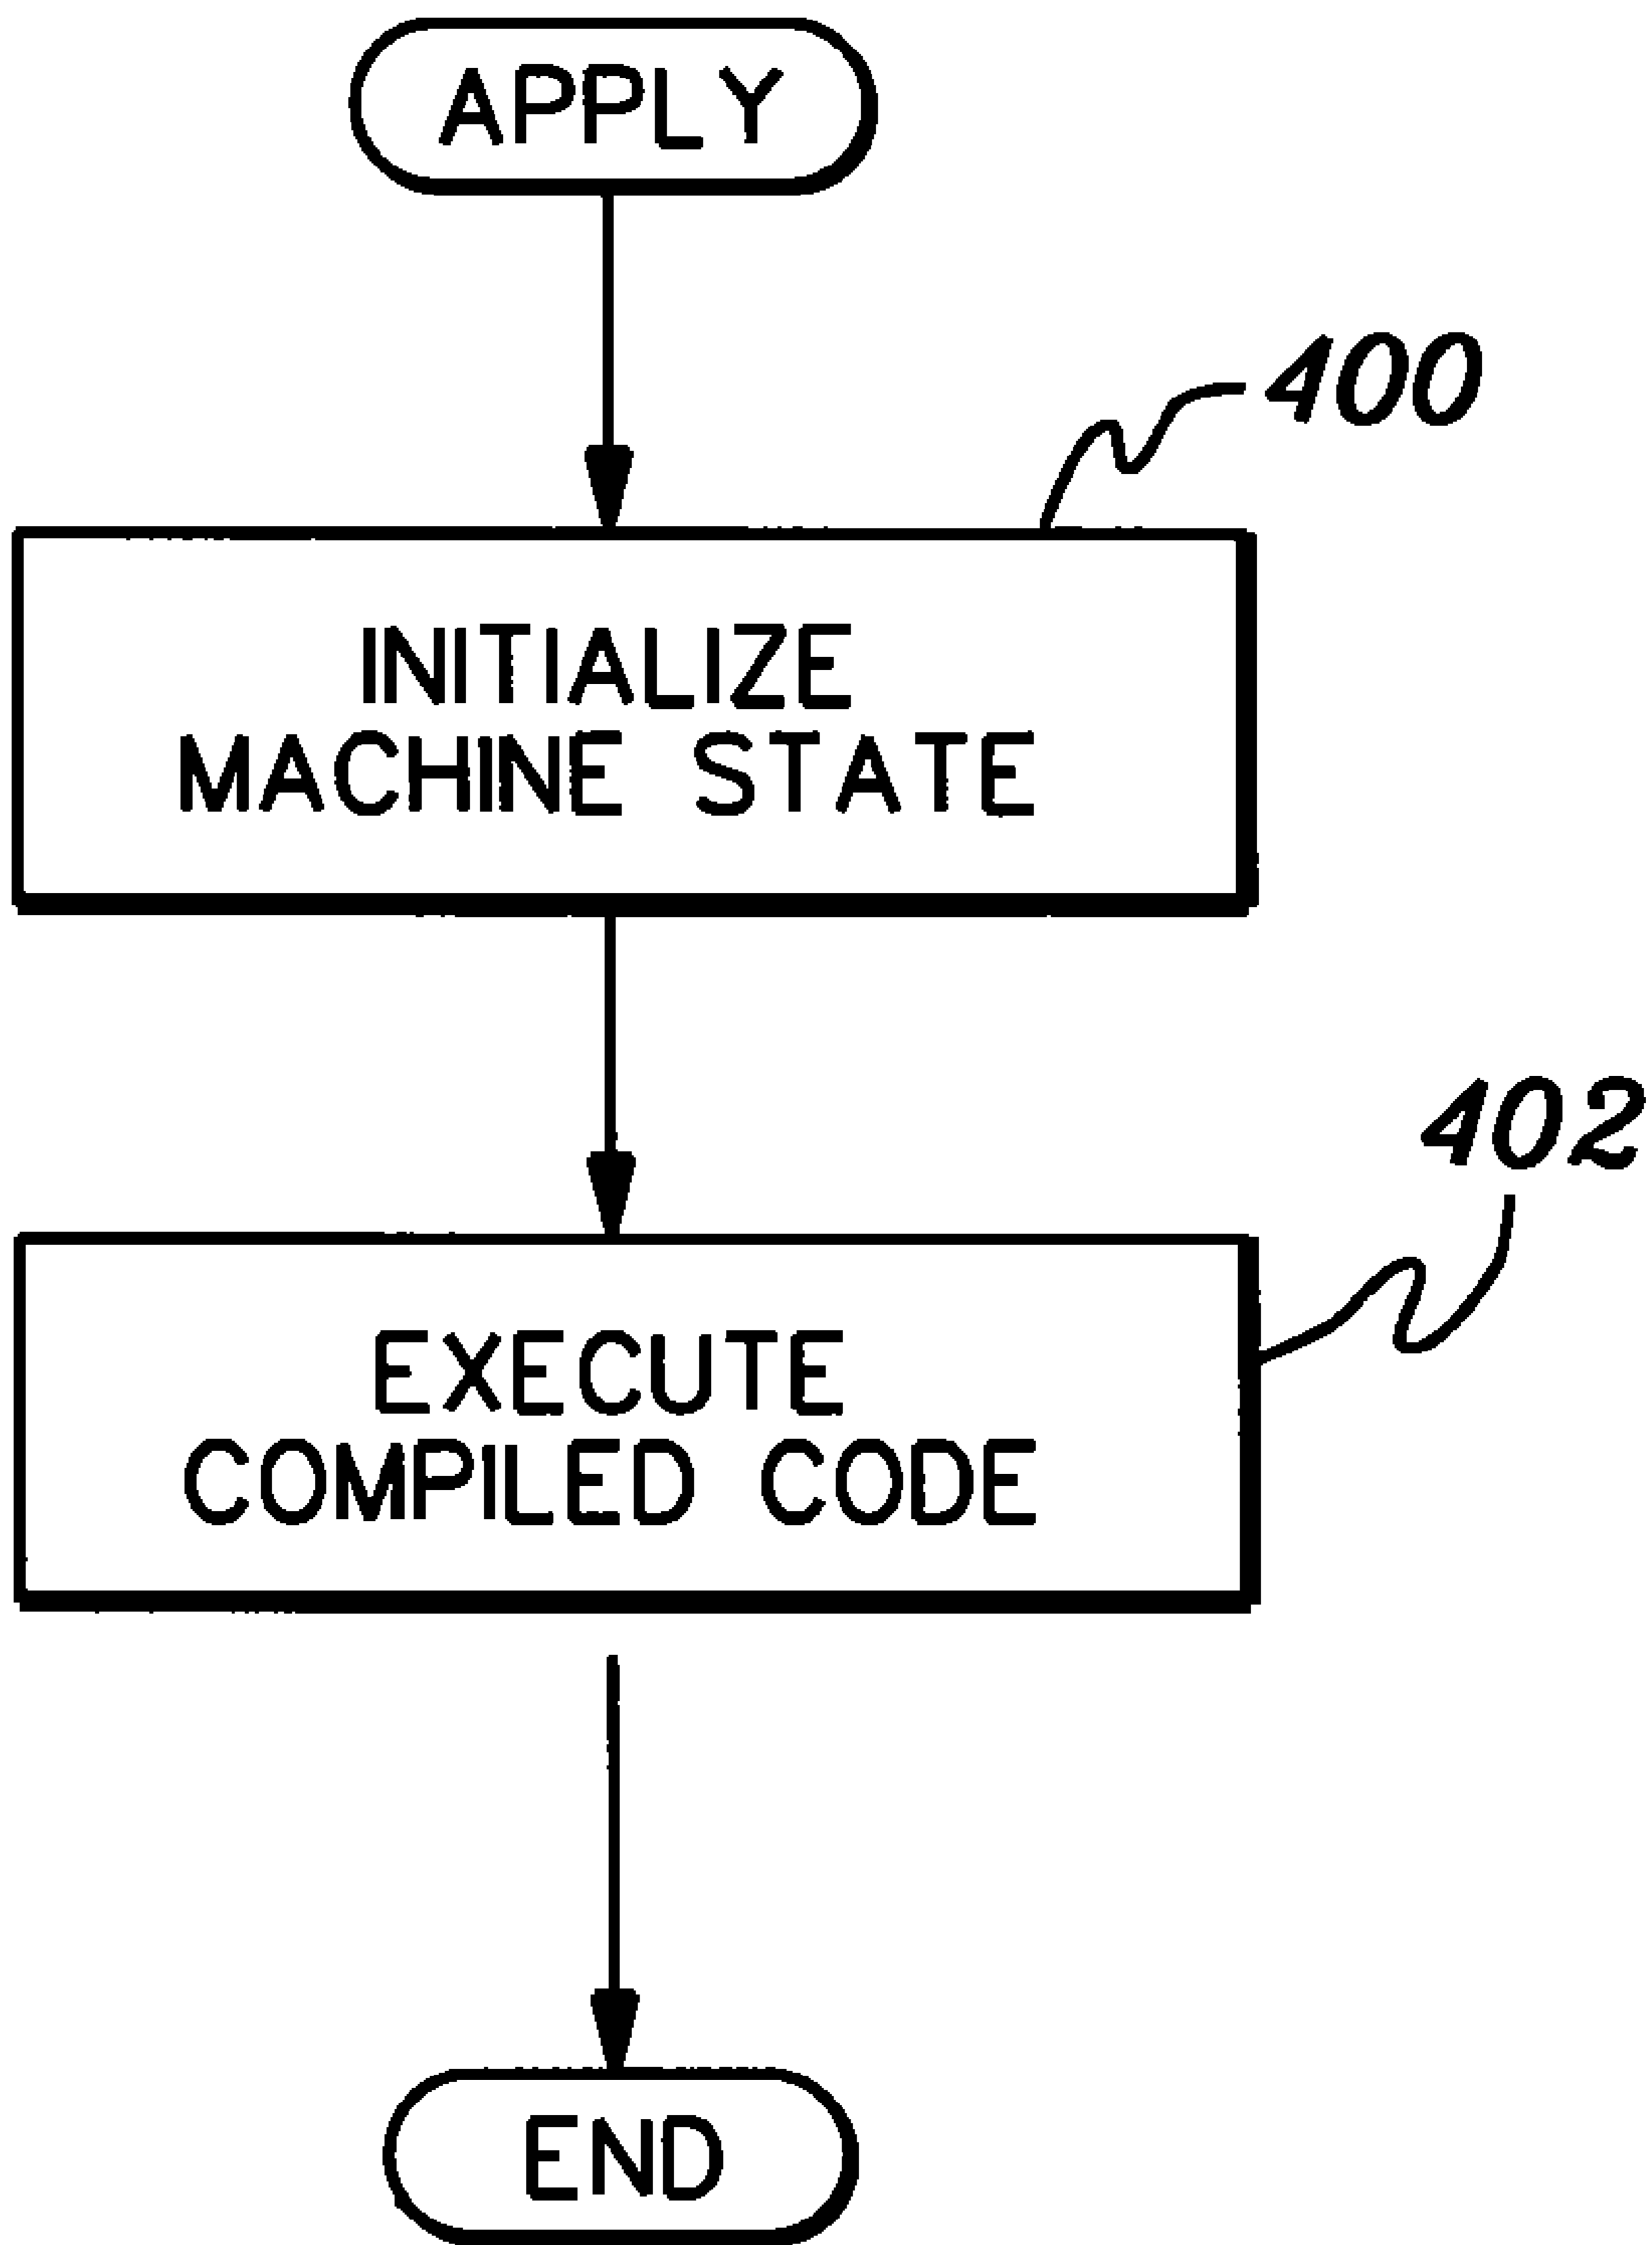 APPLY
400
INITIALIZE
MACHINE STATE
402
EXECUTE
COMPILED CODE
END